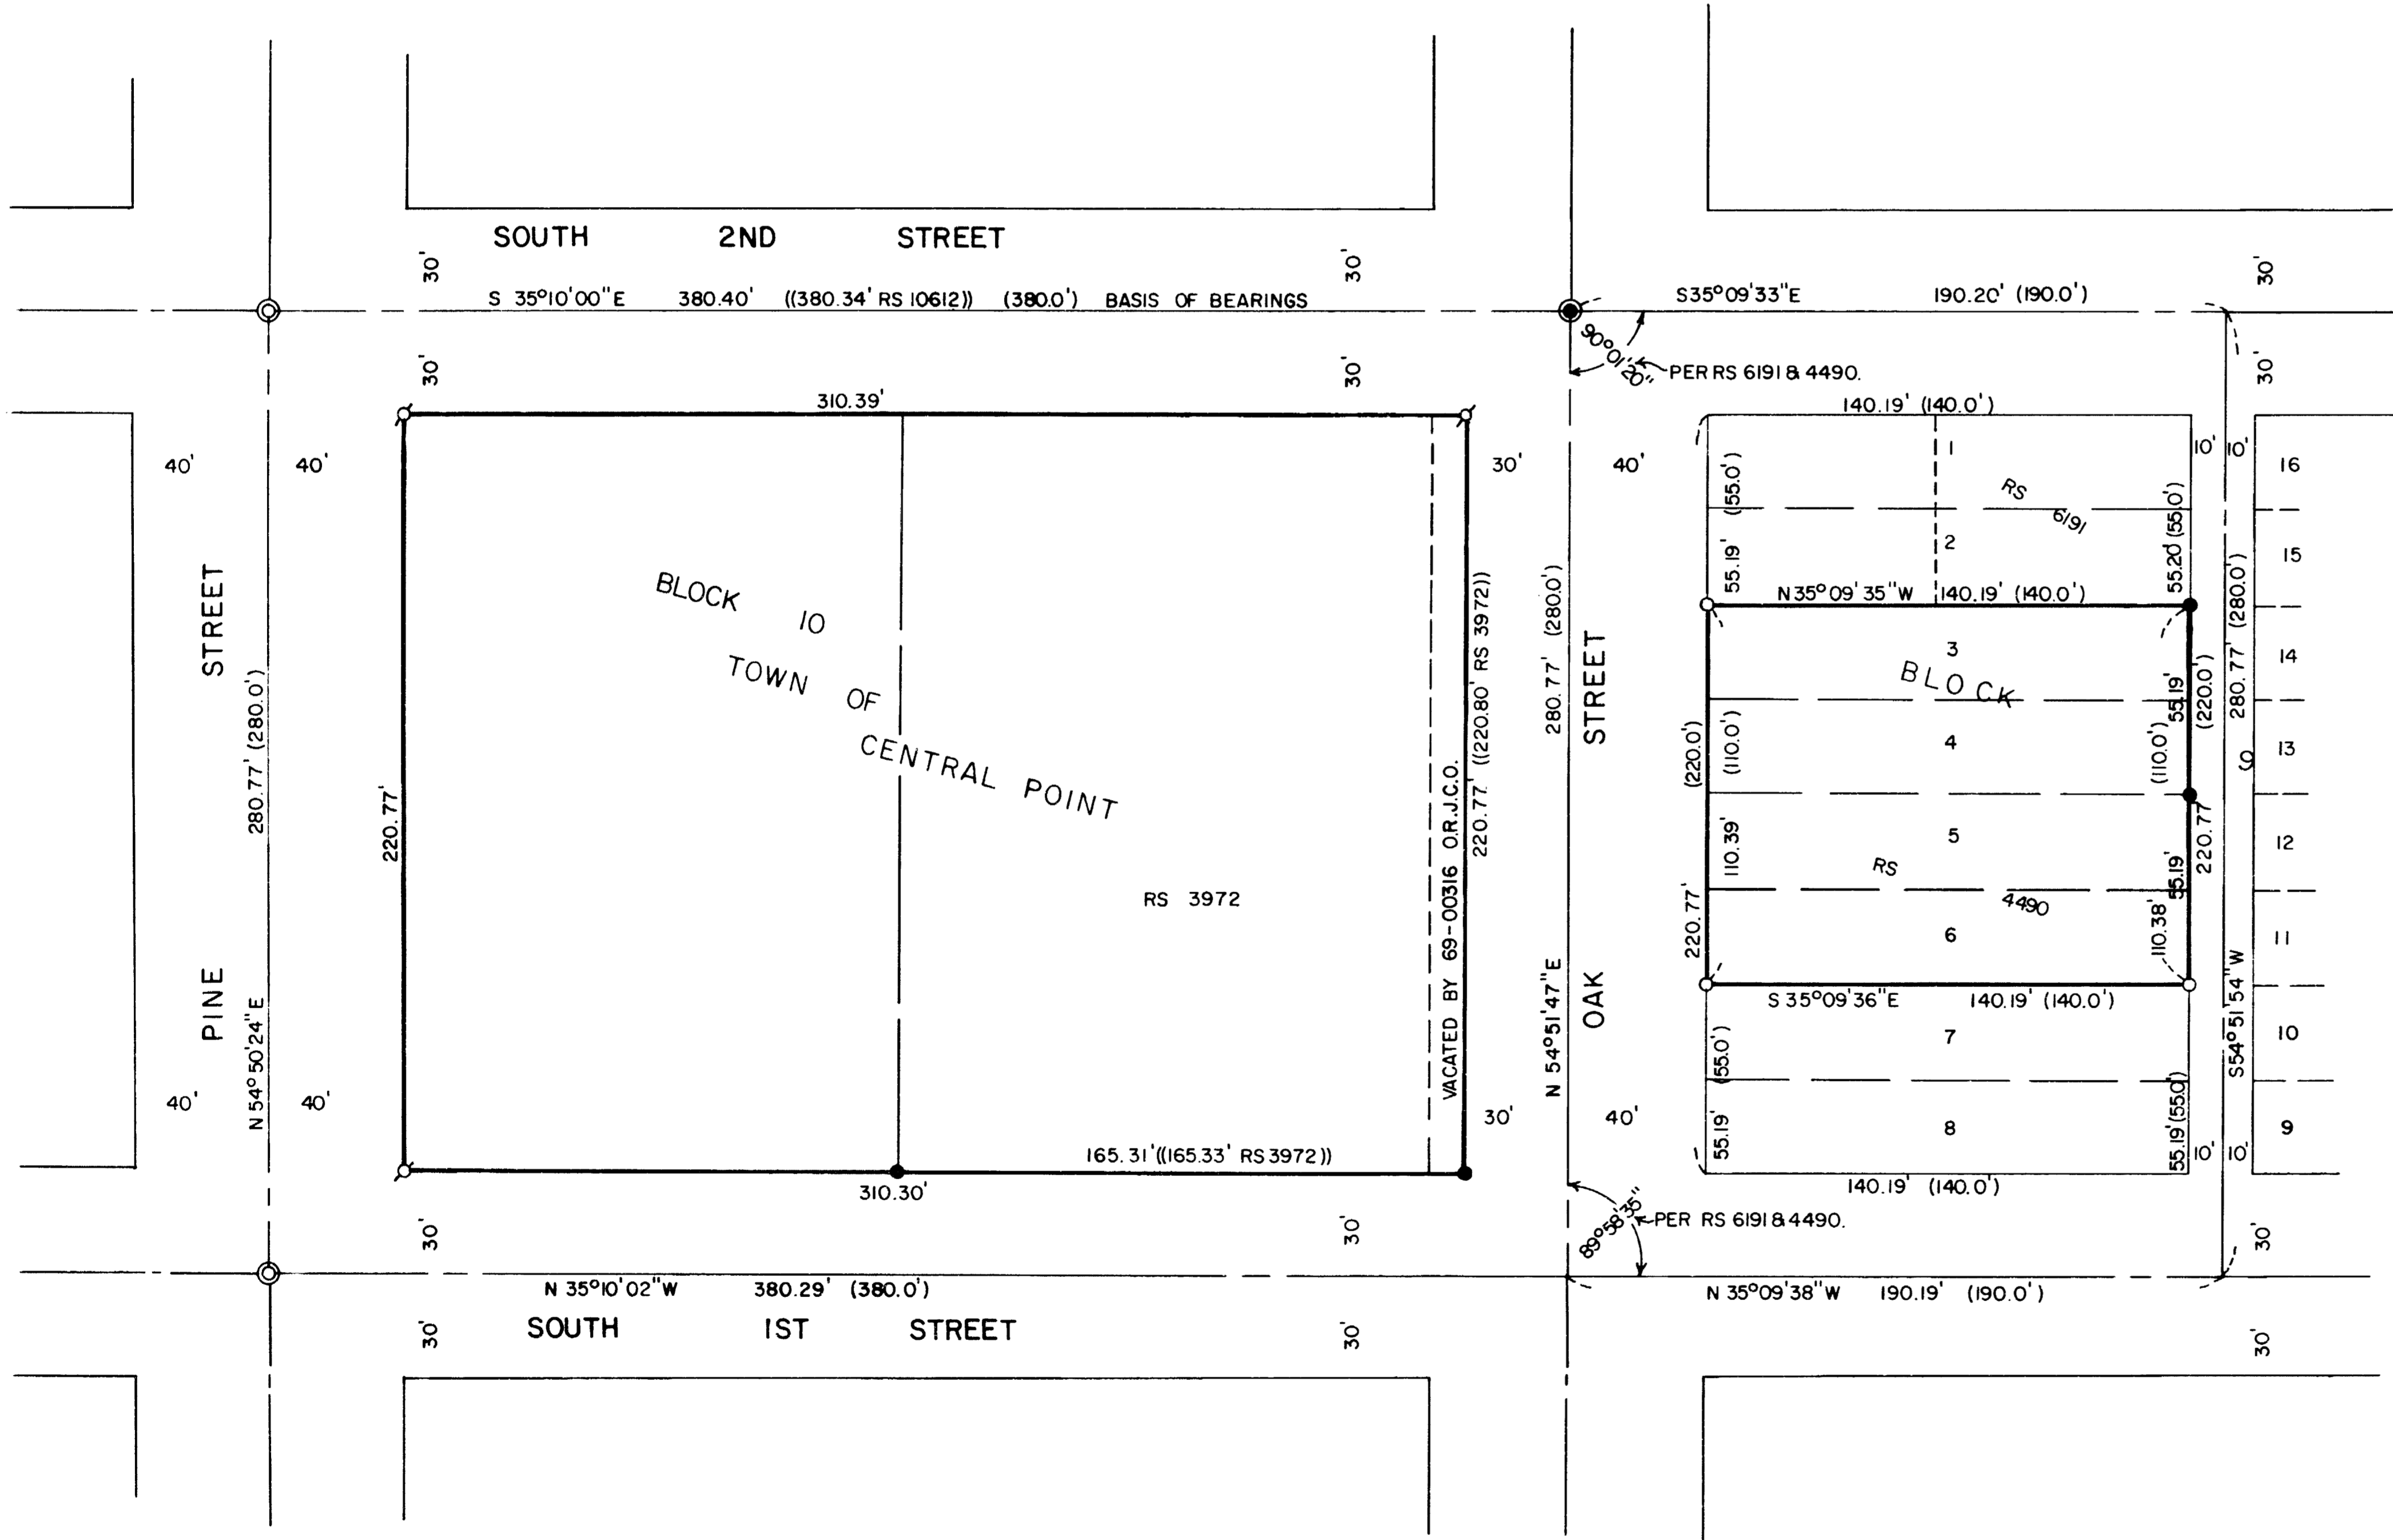 SOUTH 2ND STREET
30'
30'
30'
S 35°10'00"E 380.40' ((380.34' RS 10612)) (380.0') BASIS OF BEARINGS
S35°09'33"E 190.20' (190.0')
90°01'20"
PER RS 6191 & 4490.
30'
30'
30'
310.39'
140.19' (140.0')
40'
40'
30'
40'
1
10'
10'
16
(55.0')
RS
6191
55.20' (55.0')
2
15
55.19'
N35°09'35"W 140.19' (140.0')
BLOCK 10
TOWN OF
CENTRAL POINT
RS 3972
PINE STREET
N54°50'24"E 280.77' (280.0')
220.77'
VACATED BY 69-00316 O.R.J.C.O.
220.77' ((220.80' RS 3972))
N 54°51'47"E 280.77' (280.0')
OAK STREET
3
14
BLOCK
9
55.19'
(220.0')
280.77' (280.0')
(220.0')
(110.0')
4
(110.0')
13
110.39'
5
55.19'
220.77'
12
RS
4490
220.77'
6
110.38'
11
S 35°09'36"E 140.19' (140.0')
S54°51'54"W
7
10
(55.0')
55.19' (55.0')
40'
40'
30'
40'
55.19'
8
10'
10'
9
165.31' ((165.33' RS 3972))
310.30'
140.19' (140.0')
89°58'35"
PER RS 6191 & 4490.
30'
30'
30'
N 35°10'02"W 380.29' (380.0')
N 35°09'38"W 190.19' (190.0')
SOUTH 1ST STREET
30'
30'
30'